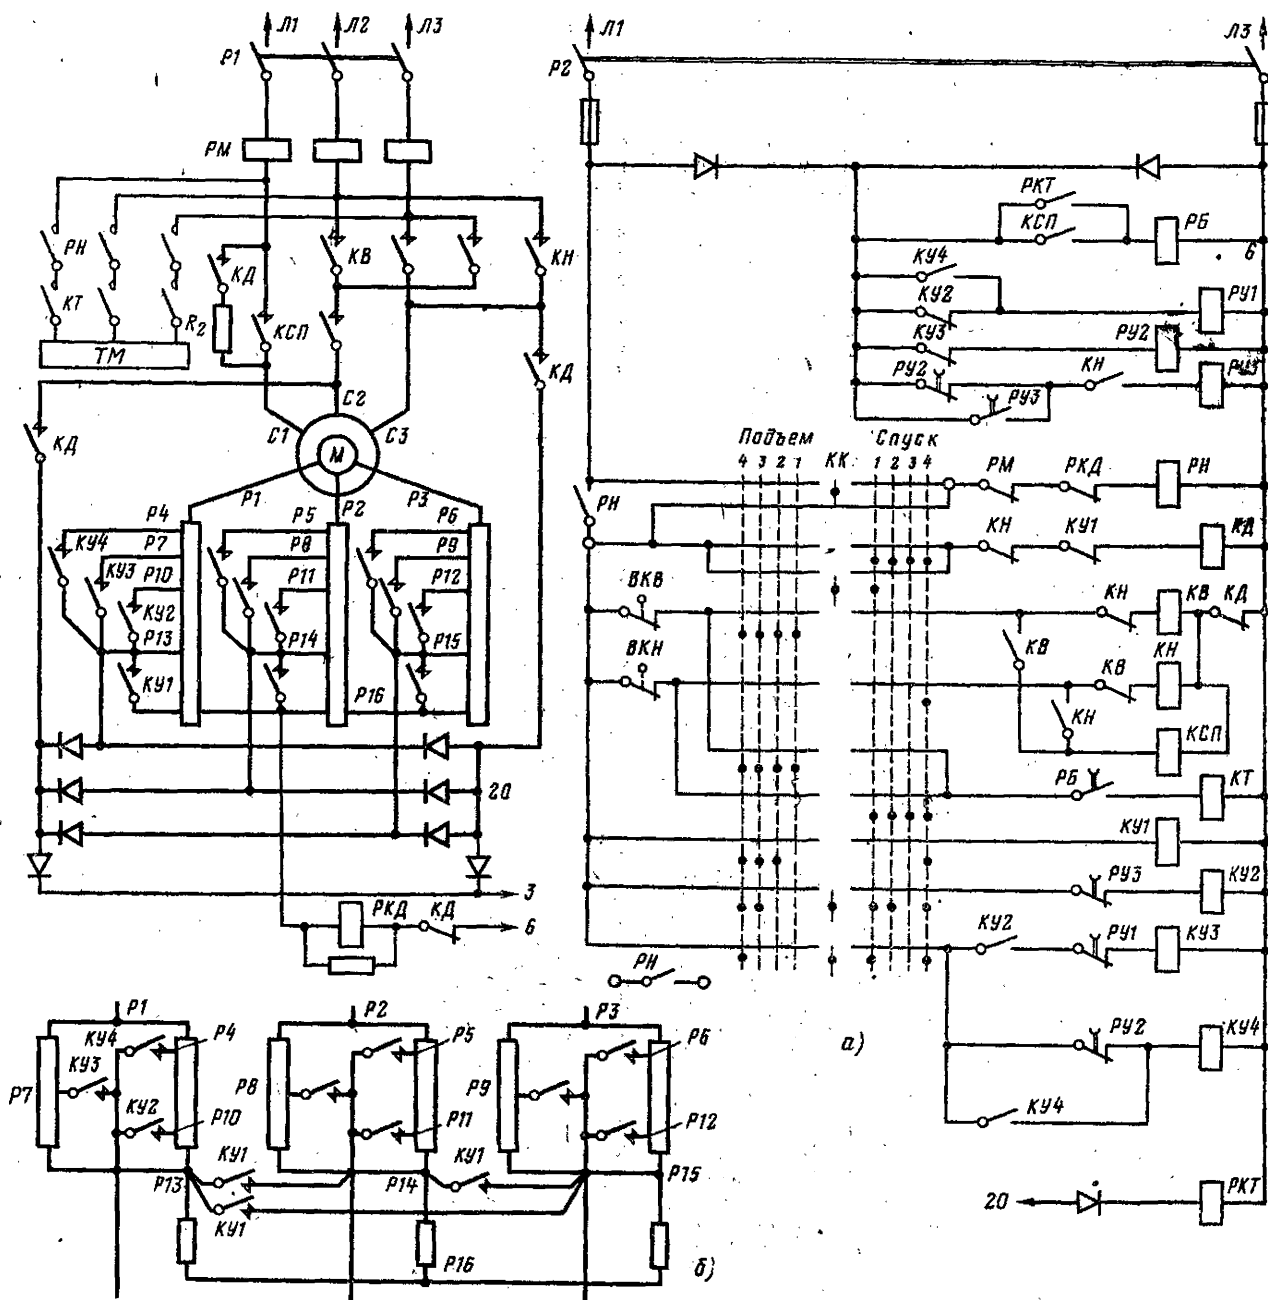 Л1 Л2 Л3 Л1 Л3
Р1 Р2
РМ
РКТ
КСП РБ
РН КВ КН 6
КД КУ4
КТ R2 КСП КУ2 РУ1
ТМ КУ3 РУ2
КД РУ2 КН РУ3
С2 РУ3
С1 С3
КД М Подъем Спуск
4 3 2 1 КК 1 2 3 4
Р1 Р2 Р3 РН РМ РКД РН
Р4 Р5 Р6
КУ4 Р7 Р8 Р9 КН КУ1 КД
КУ3 Р10 Р11 Р12 ВКВ КН КВ КД
КУ2 Р13 Р14 Р15 ВКН КВ КВ КН
КУ1 Р16 КН КСП
20 РБ КТ
КУ1
3 РУ3 КУ2
РКД КД 6 КУ2 РУ1 КУ3
РН
Р1 Р2 Р3
КУ4 Р4 Р5 Р6 а) РУ2 КУ4
КУ3
Р7 Р8 Р9
КУ2 Р10 Р11 Р12 КУ4
КУ1 КУ1
Р13 Р14 Р15
КУ1 20 РКТ
Р16 б)